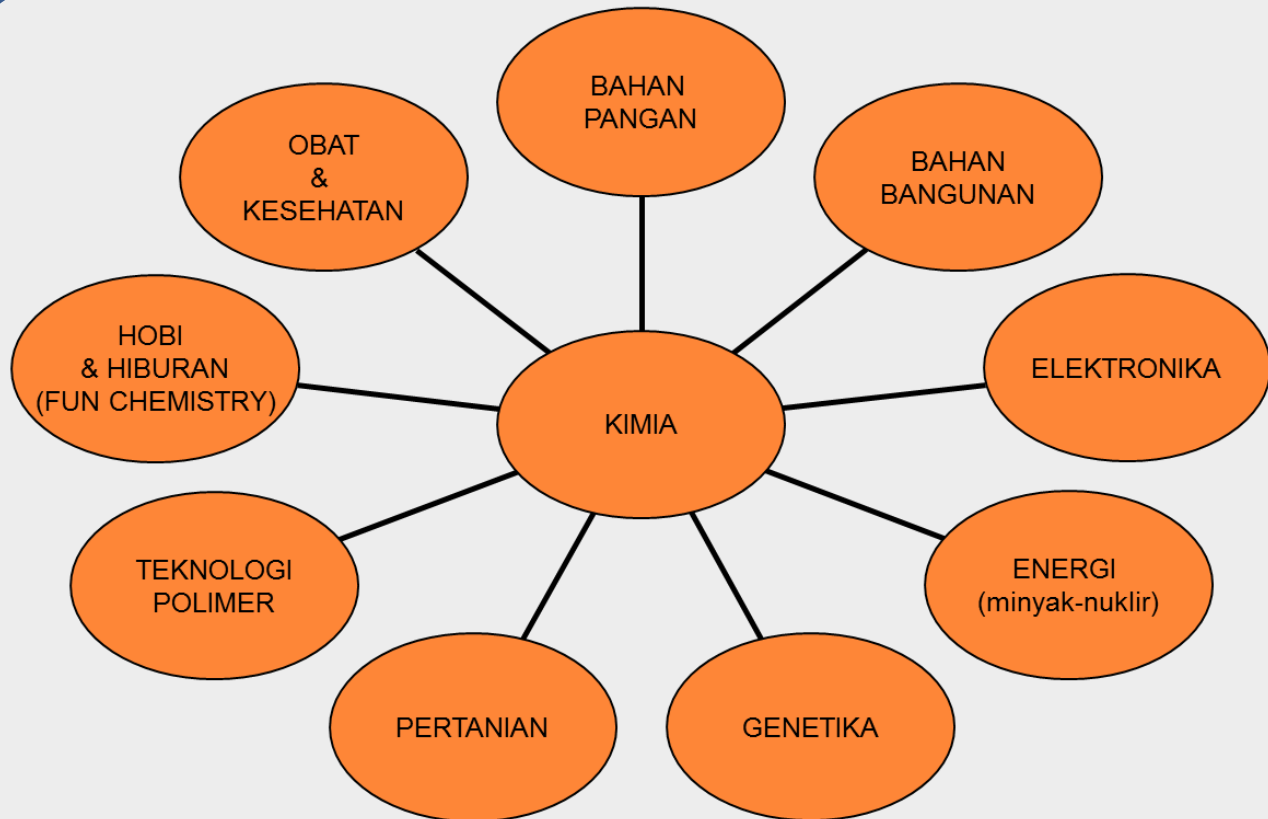 BAHAN
PANGAN
OBAT
&
KESEHATAN
BAHAN
BANGUNAN
HOBI
& HIBURAN
(FUN CHEMISTRY)
ELEKTRONIKA
KIMIA
TEKNOLOGI
POLIMER
ENERGI
(minyak-nuklir)
PERTANIAN
GENETIKA